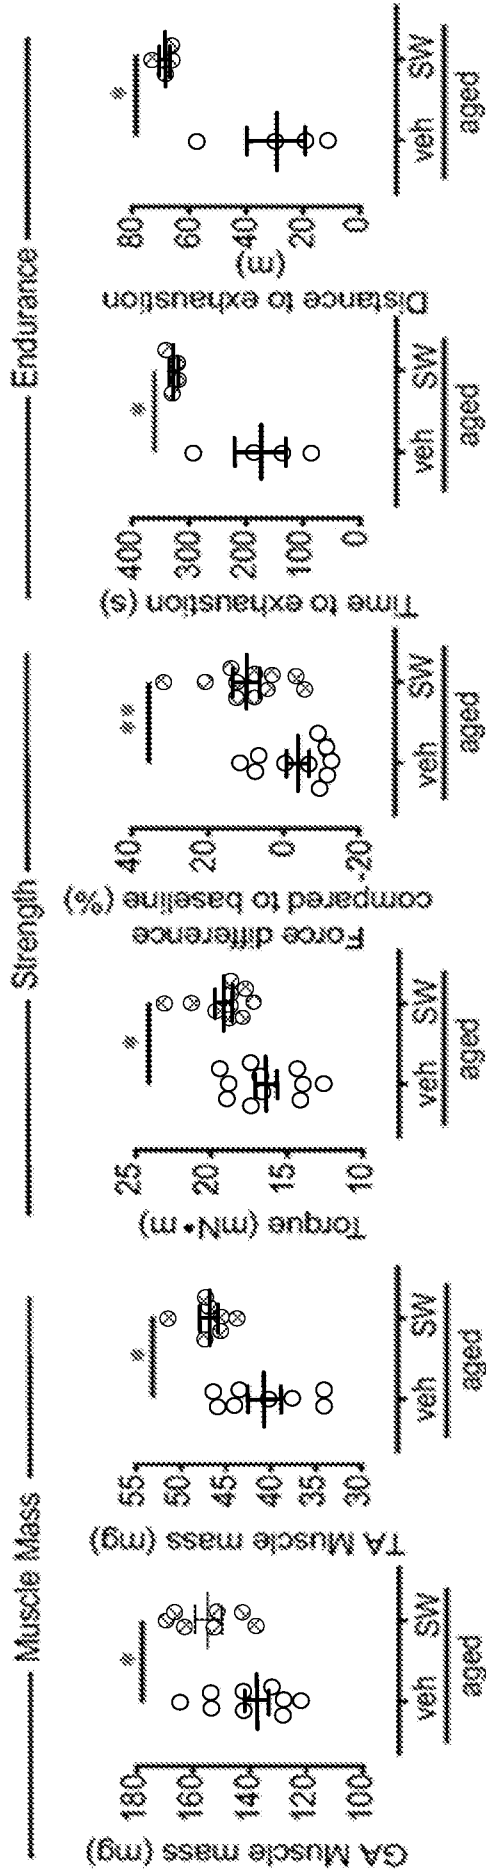 Muscle Mass
Strength
Endurance
GA Muscle mass (mg)
180
160
140
120
100
*
veh
SW
aged
TA Muscle mass (mg)
55
50
45
40
35
30
*
veh
SW
aged
Torque (mN•m)
25
20
15
10
*
veh
SW
aged
Force difference
compared to baseline (%)
40
20
0
-20
**
veh
SW
aged
Time to exhaustion (s)
400
300
200
100
0
*
veh
SW
aged
Distance to exhaustion
(m)
80
60
40
20
0
*
veh
SW
aged